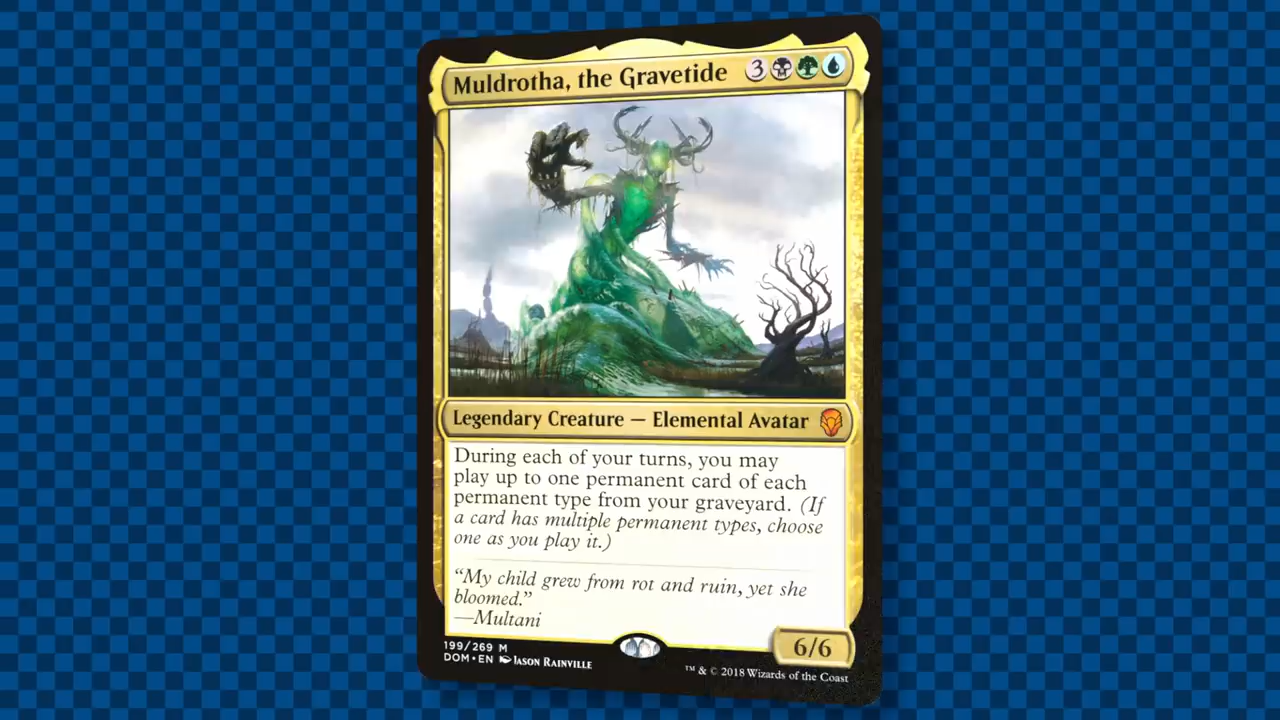 Muldrotha, the Gravetide 3
Legendary Creature — Elemental Avatar
During each of your turns, you may
play up to one permanent card of each
permanent type from your graveyard. (If
a card has multiple permanent types, choose
one as you play it.)
“My child grew from rot and ruin, yet she
bloomed.”
—Multani
6/6
199/269 M
DOM • EN Jason Rainville
™ & © 2018 Wizards of the Coast